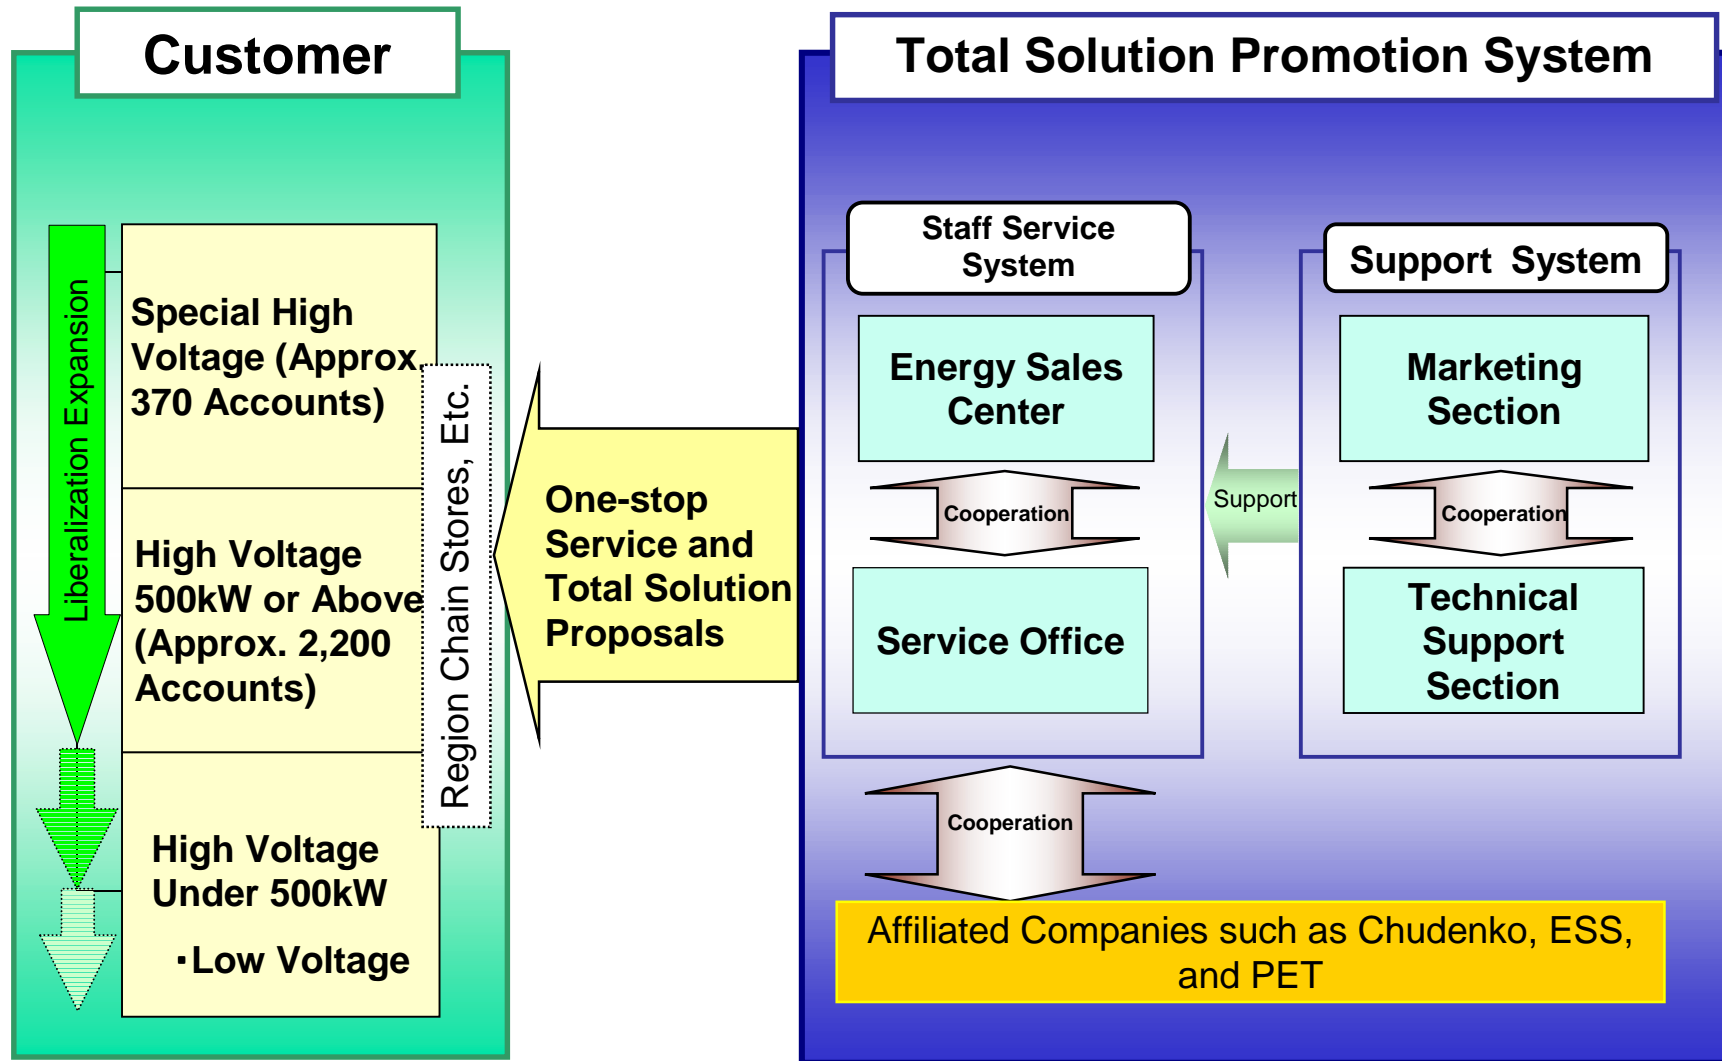 Customer
Liberalization Expansion
Special High
Voltage (Approx.
370 Accounts)
High Voltage
500kW or Above
(Approx. 2,200
Accounts)
High Voltage
Under 500kW
・Low Voltage
Region Chain Stores, Etc.
One-stop
Service and
Total Solution
Proposals
Total Solution Promotion System
Staff Service
System
Energy Sales
Center
Cooperation
Service Office
Support
Support System
Marketing
Section
Cooperation
Technical
Support
Section
Cooperation
Affiliated Companies such as Chudenko, ESS,
and PET